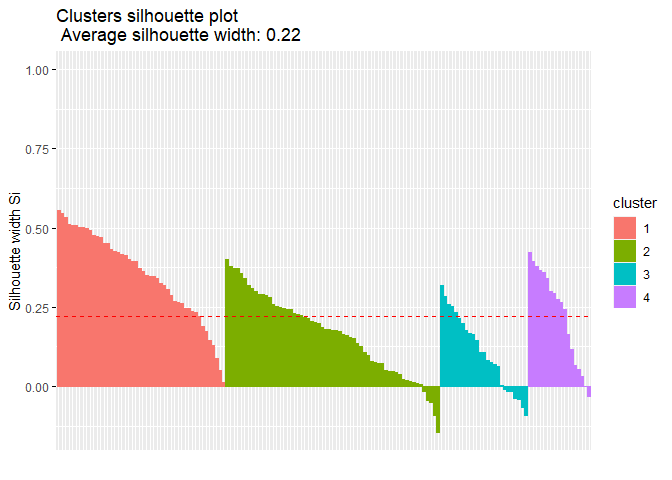 Clusters silhouette plot
Average silhouette width: 0.22
1.00
0.75
0.50
0.25
0.00
Silhouette width Si
cluster
1
2
3
4